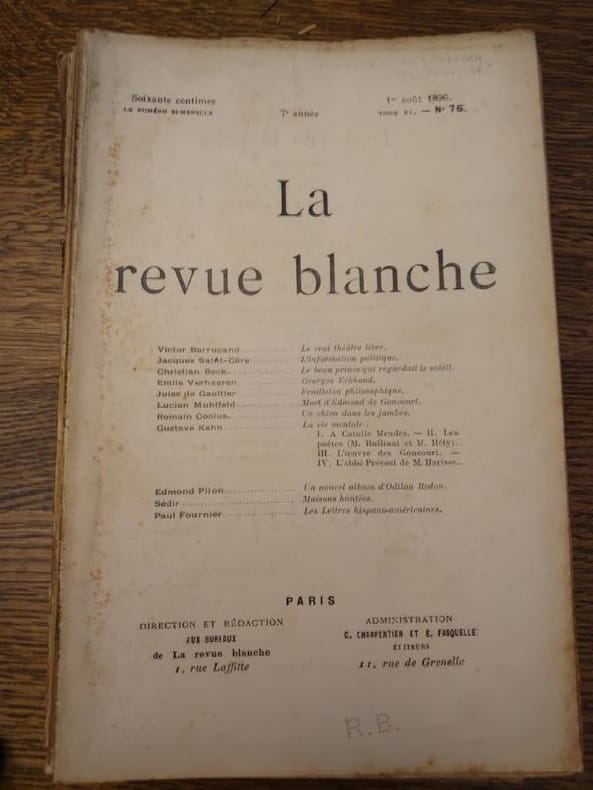 Soixante centimes
LE NUMÉRO BI-MENSUEL
7e année
1er août 1896.
TOME XI. — No 76.
La
revue blanche
Victor Barrucand Le vrai théâtre libre.
Jacques Saint-Cère L'information politique.
Christian Beck Le beau prince qui regardait le soleil.
Emile Verhaeren Georges Eekhoud.
Jules de Gaultier Feuilleton philosophique.
Lucien Muhlfeld Mort d'Edmond de Goncourt.
Romain Coolus Un chien dans les jambes.
Gustave Kahn La vie mentale :
I. A Catulle Mendès. — II. Les
poètes (M. Rollinat et M. Hély).
III. L'œuvre des Goncourt. —
IV. L'abbé Prévost de M. Harisse.
Edmond Pilon Un nouvel album d'Odilon Redon.
Sédir Maisons hantées.
Paul Fournier Les Lettres hispano-américaines.
PARIS
DIRECTION ET RÉDACTION
AUX BUREAUX
de La revue blanche
1, rue Laffitte
ADMINISTRATION
C. CHARPENTIER ET E. FASQUELLE
ÉDITEURS
11, rue de Grenelle
R.B.